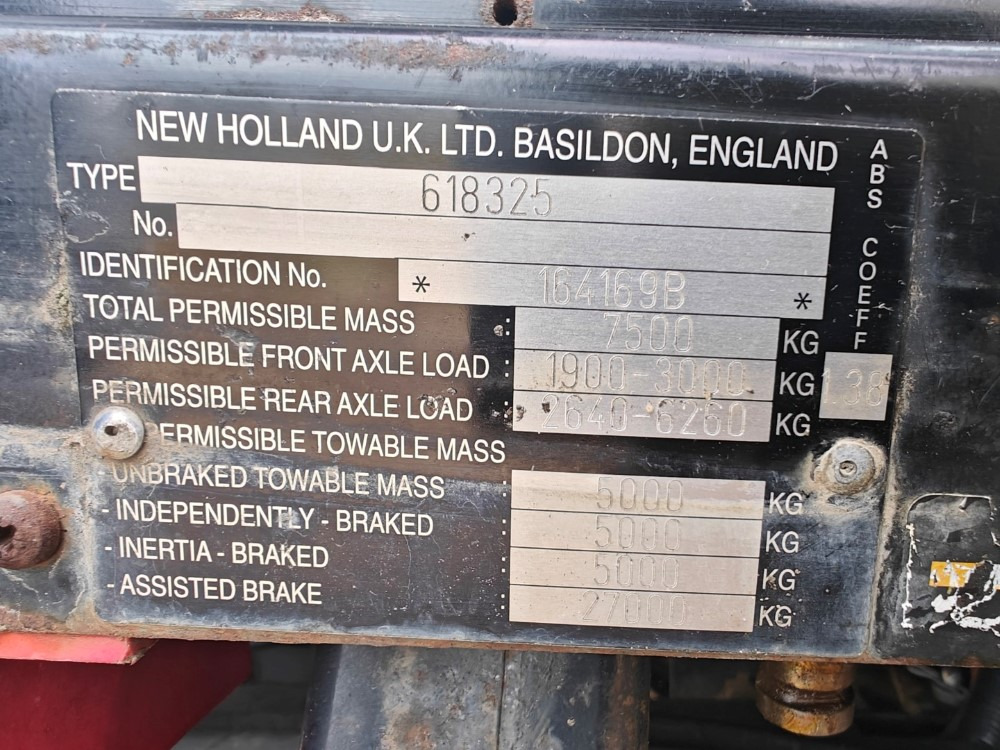 NEW HOLLAND U.K. LTD. BASILDON, ENGLAND
TYPE 618325
No.
IDENTIFICATION No. * 164169B *
TOTAL PERMISSIBLE MASS : 7500 KG
PERMISSIBLE FRONT AXLE LOAD : 1900-3000 KG
PERMISSIBLE REAR AXLE LOAD : 2640-6260 KG
PERMISSIBLE TOWABLE MASS
- UNBRAKED TOWABLE MASS : 5000 KG
- INDEPENDENTLY - BRAKED : 5000 KG
- INERTIA - BRAKED : 5000 KG
- ASSISTED BRAKE : 27000 KG
ABS COEFF
1.38